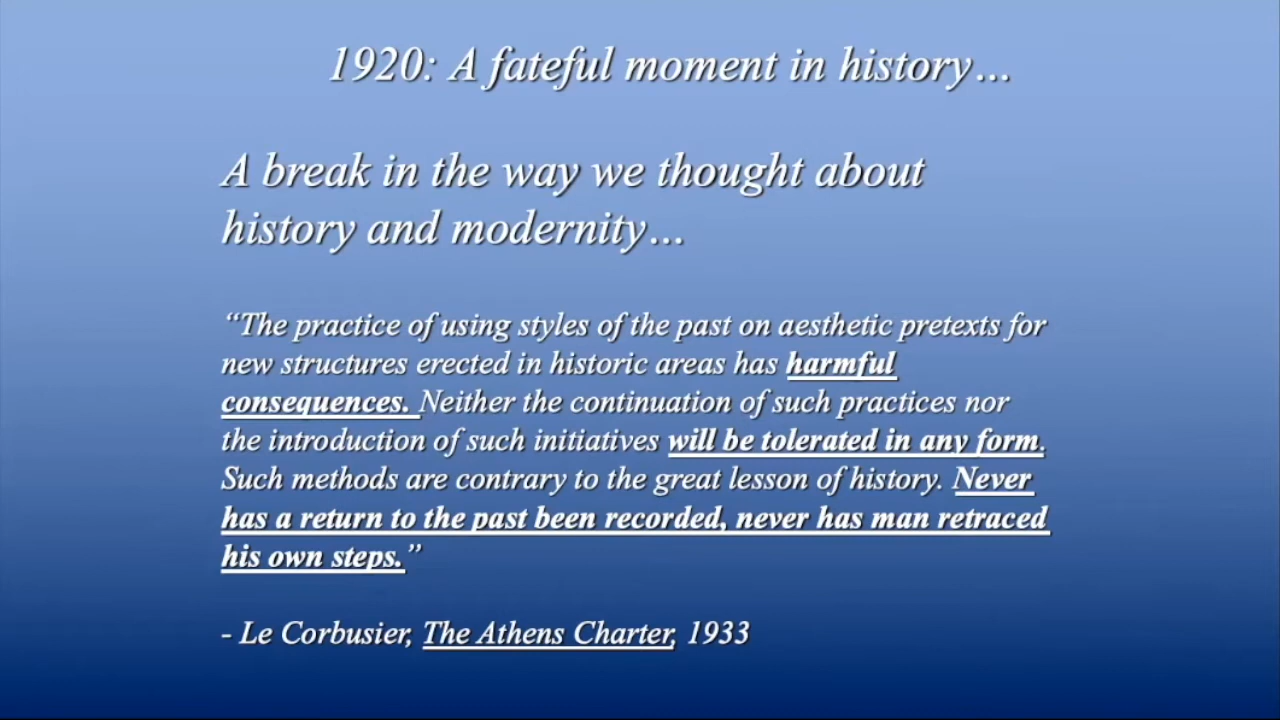 1920: A fateful moment in history…
A break in the way we thought about
history and modernity…
“The practice of using styles of the past on aesthetic pretexts for
new structures erected in historic areas has harmful
consequences. Neither the continuation of such practices nor
the introduction of such initiatives will be tolerated in any form.
Such methods are contrary to the great lesson of history. Never
has a return to the past been recorded, never has man retraced
his own steps.”
- Le Corbusier, The Athens Charter, 1933